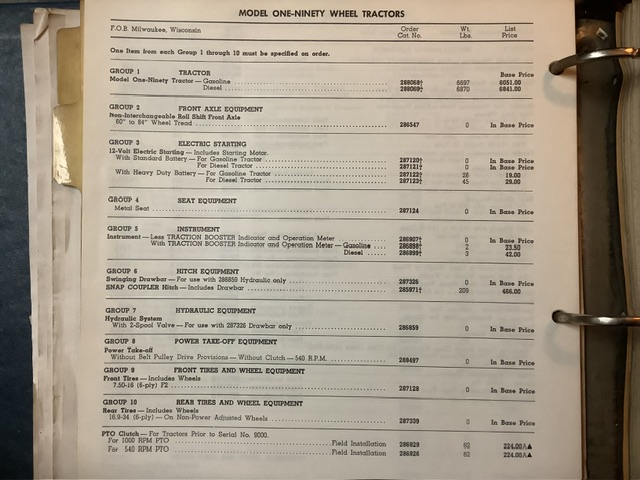 MODEL ONE-NINETY WHEEL TRACTORS
F.O.B. Milwaukee, Wisconsin Order Cat. No. Wt. Lbs. List Price
One Item from each Group 1 through 10 must be specified on order.
GROUP 1 TRACTOR Base Price
Model One-Ninety Tractor — Gasoline 288068† 6697 6051.00
Diesel 288069† 6870 6841.00
GROUP 2 FRONT AXLE EQUIPMENT
Non-Interchangeable Roll Shift Front Axle
60" to 84" Wheel Tread 286547 0 In Base Price
GROUP 3 ELECTRIC STARTING
12-Volt Electric Starting — Includes Starting Motor.
With Standard Battery — For Gasoline Tractor 287120† 0 In Base Price
For Diesel Tractor 287121† 0 In Base Price
With Heavy Duty Battery — For Gasoline Tractor 287122† 26 19.00
For Diesel Tractor 287123† 45 29.00
GROUP 4 SEAT EQUIPMENT
Metal Seat 287124 0 In Base Price
GROUP 5 INSTRUMENT
Instrument — Less TRACTION BOOSTER Indicator and Operation Meter 286907† 0 In Base Price
With TRACTION BOOSTER Indicator and Operation Meter — Gasoline 286898† 2 23.50
Diesel 286899† 3 42.00
GROUP 6 HITCH EQUIPMENT
Swinging Drawbar — For use with 286859 Hydraulic only 287326 0 In Base Price
SNAP COUPLER Hitch — Includes Drawbar 285971† 209 466.00
GROUP 7 HYDRAULIC EQUIPMENT
Hydraulic System
With 2-Spool Valve — For use with 287326 Drawbar only 286859 0 In Base Price
GROUP 8 POWER TAKE-OFF EQUIPMENT
Power Take-off
Without Belt Pulley Drive Provisions — Without Clutch — 540 R.P.M. 289497 0 In Base Price
GROUP 9 FRONT TIRES AND WHEEL EQUIPMENT
Front Tires — Includes Wheels
7.50-16 (6-ply) F2 287128 0 In Base Price
GROUP 10 REAR TIRES AND WHEEL EQUIPMENT
Rear Tires — Includes Wheels
16.9-34 (6-ply) — On Non-Power Adjusted Wheels 287339 0 In Base Price
PTO Clutch — For Tractors Prior to Serial No. 9000.
For 1000 RPM PTO Field Installation 286829 82 224.00A▲
For 540 RPM PTO Field Installation 286826 82 224.00A▲